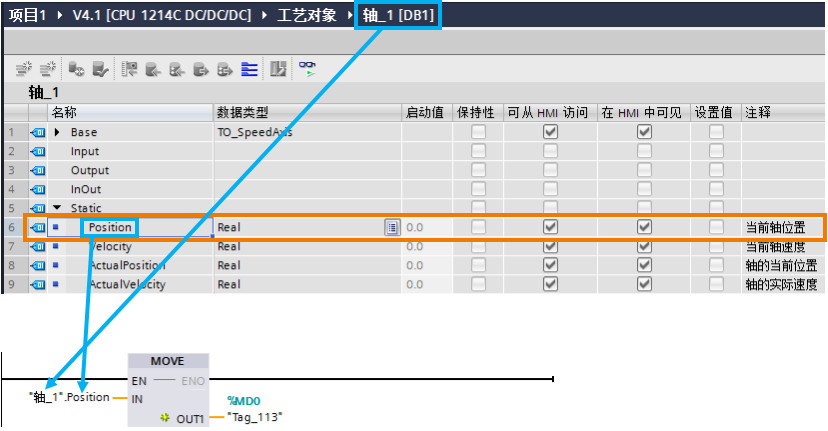 项目1 ▸ V4.1 [CPU 1214C DC/DC/DC] ▸ 工艺对象 ▸ 轴_1 [DB1]
轴_1
名称 数据类型 启动值 保持性 可从 HMI 访问 在 HMI 中可见 设置值 注释
1 Base TO_SpeedAxis
2 Input
3 Output
4 InOut
5 Static
6 Position Real 0.0 当前轴位置
7 Velocity Real 0.0 当前轴速度
8 ActualPosition Real 0.0 轴的当前位置
9 ActualVelocity Real 0.0 轴的实际速度
MOVE
EN ENO
"轴_1".Position IN
%MD0
OUT1 "Tag_113"